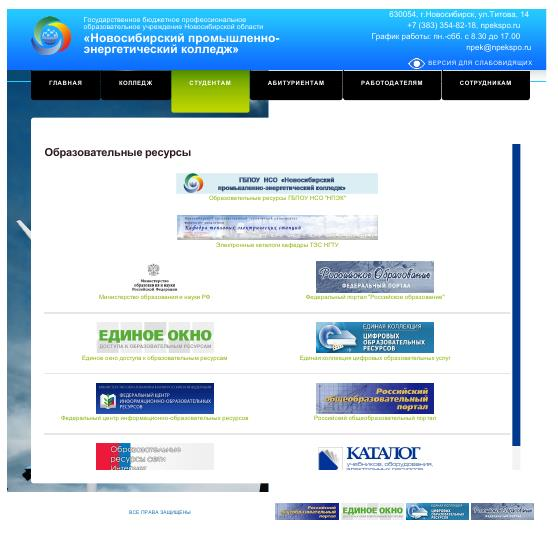 Государственное бюджетное профессиональное
образовательное учреждение Новосибирской области
«Новосибирский промышленно-
энергетический колледж»
630054, г.Новосибирск, ул.Титова, 14
+7 (383) 354-82-18, npekspo.ru
График работы: пн.-сбб. с 8.30 до 17.00
npek@npekspo.ru
ВЕРСИЯ ДЛЯ СЛАБОВИДЯЩИХ
ГЛАВНАЯ КОЛЛЕДЖ СТУДЕНТАМ АБИТУРИЕНТАМ РАБОТОДАТЕЛЯМ СОТРУДНИКАМ
Образовательные ресурсы
ГБПОУ НСО «Новосибирский
промышленно-энергетический колледж»
Образовательные ресурсы ГБПОУ НСО "НПЭК"
Кафедра тепловых электрических станций
Электронные каталоги кафедры ТЭС НГТУ
Министерство
образования и науки
Российской Федерации
Министерство образования и науки РФ
Российское Образование
ФЕДЕРАЛЬНЫЙ ПОРТАЛ
Федеральный портал "Российское образование"
ЕДИНОЕ ОКНО
ДОСТУПА К ОБРАЗОВАТЕЛЬНЫМ РЕСУРСАМ
Единое окно доступа к образовательным ресурсам
ЕДИНАЯ КОЛЛЕКЦИЯ
ЦИФРОВЫХ
ОБРАЗОВАТЕЛЬНЫХ
РЕСУРСОВ
Единая коллекция цифровых образовательных услуг
ФЕДЕРАЛЬНЫЙ ЦЕНТР
ИНФОРМАЦИОННО-ОБРАЗОВАТЕЛЬНЫХ
РЕСУРСОВ
Федеральный центр информационно-образовательных ресурсов
Российский
общеобразовательный
портал
Российский общеобразовательный портал
Образовательные
ресурсы сети
Интернет
КАТАЛОГ
учебников, оборудования,
электронных ресурсов
ВСЕ ПРАВА ЗАЩИЩЕНЫ
Российский
общеобразовательный
портал
ЕДИНОЕ ОКНО
ЕДИНАЯ КОЛЛЕКЦИЯ
ЦИФРОВЫХ
ОБРАЗОВАТЕЛЬНЫХ
РЕСУРСОВ
Российское Образование
ФЕДЕРАЛЬНЫЙ ПОРТАЛ